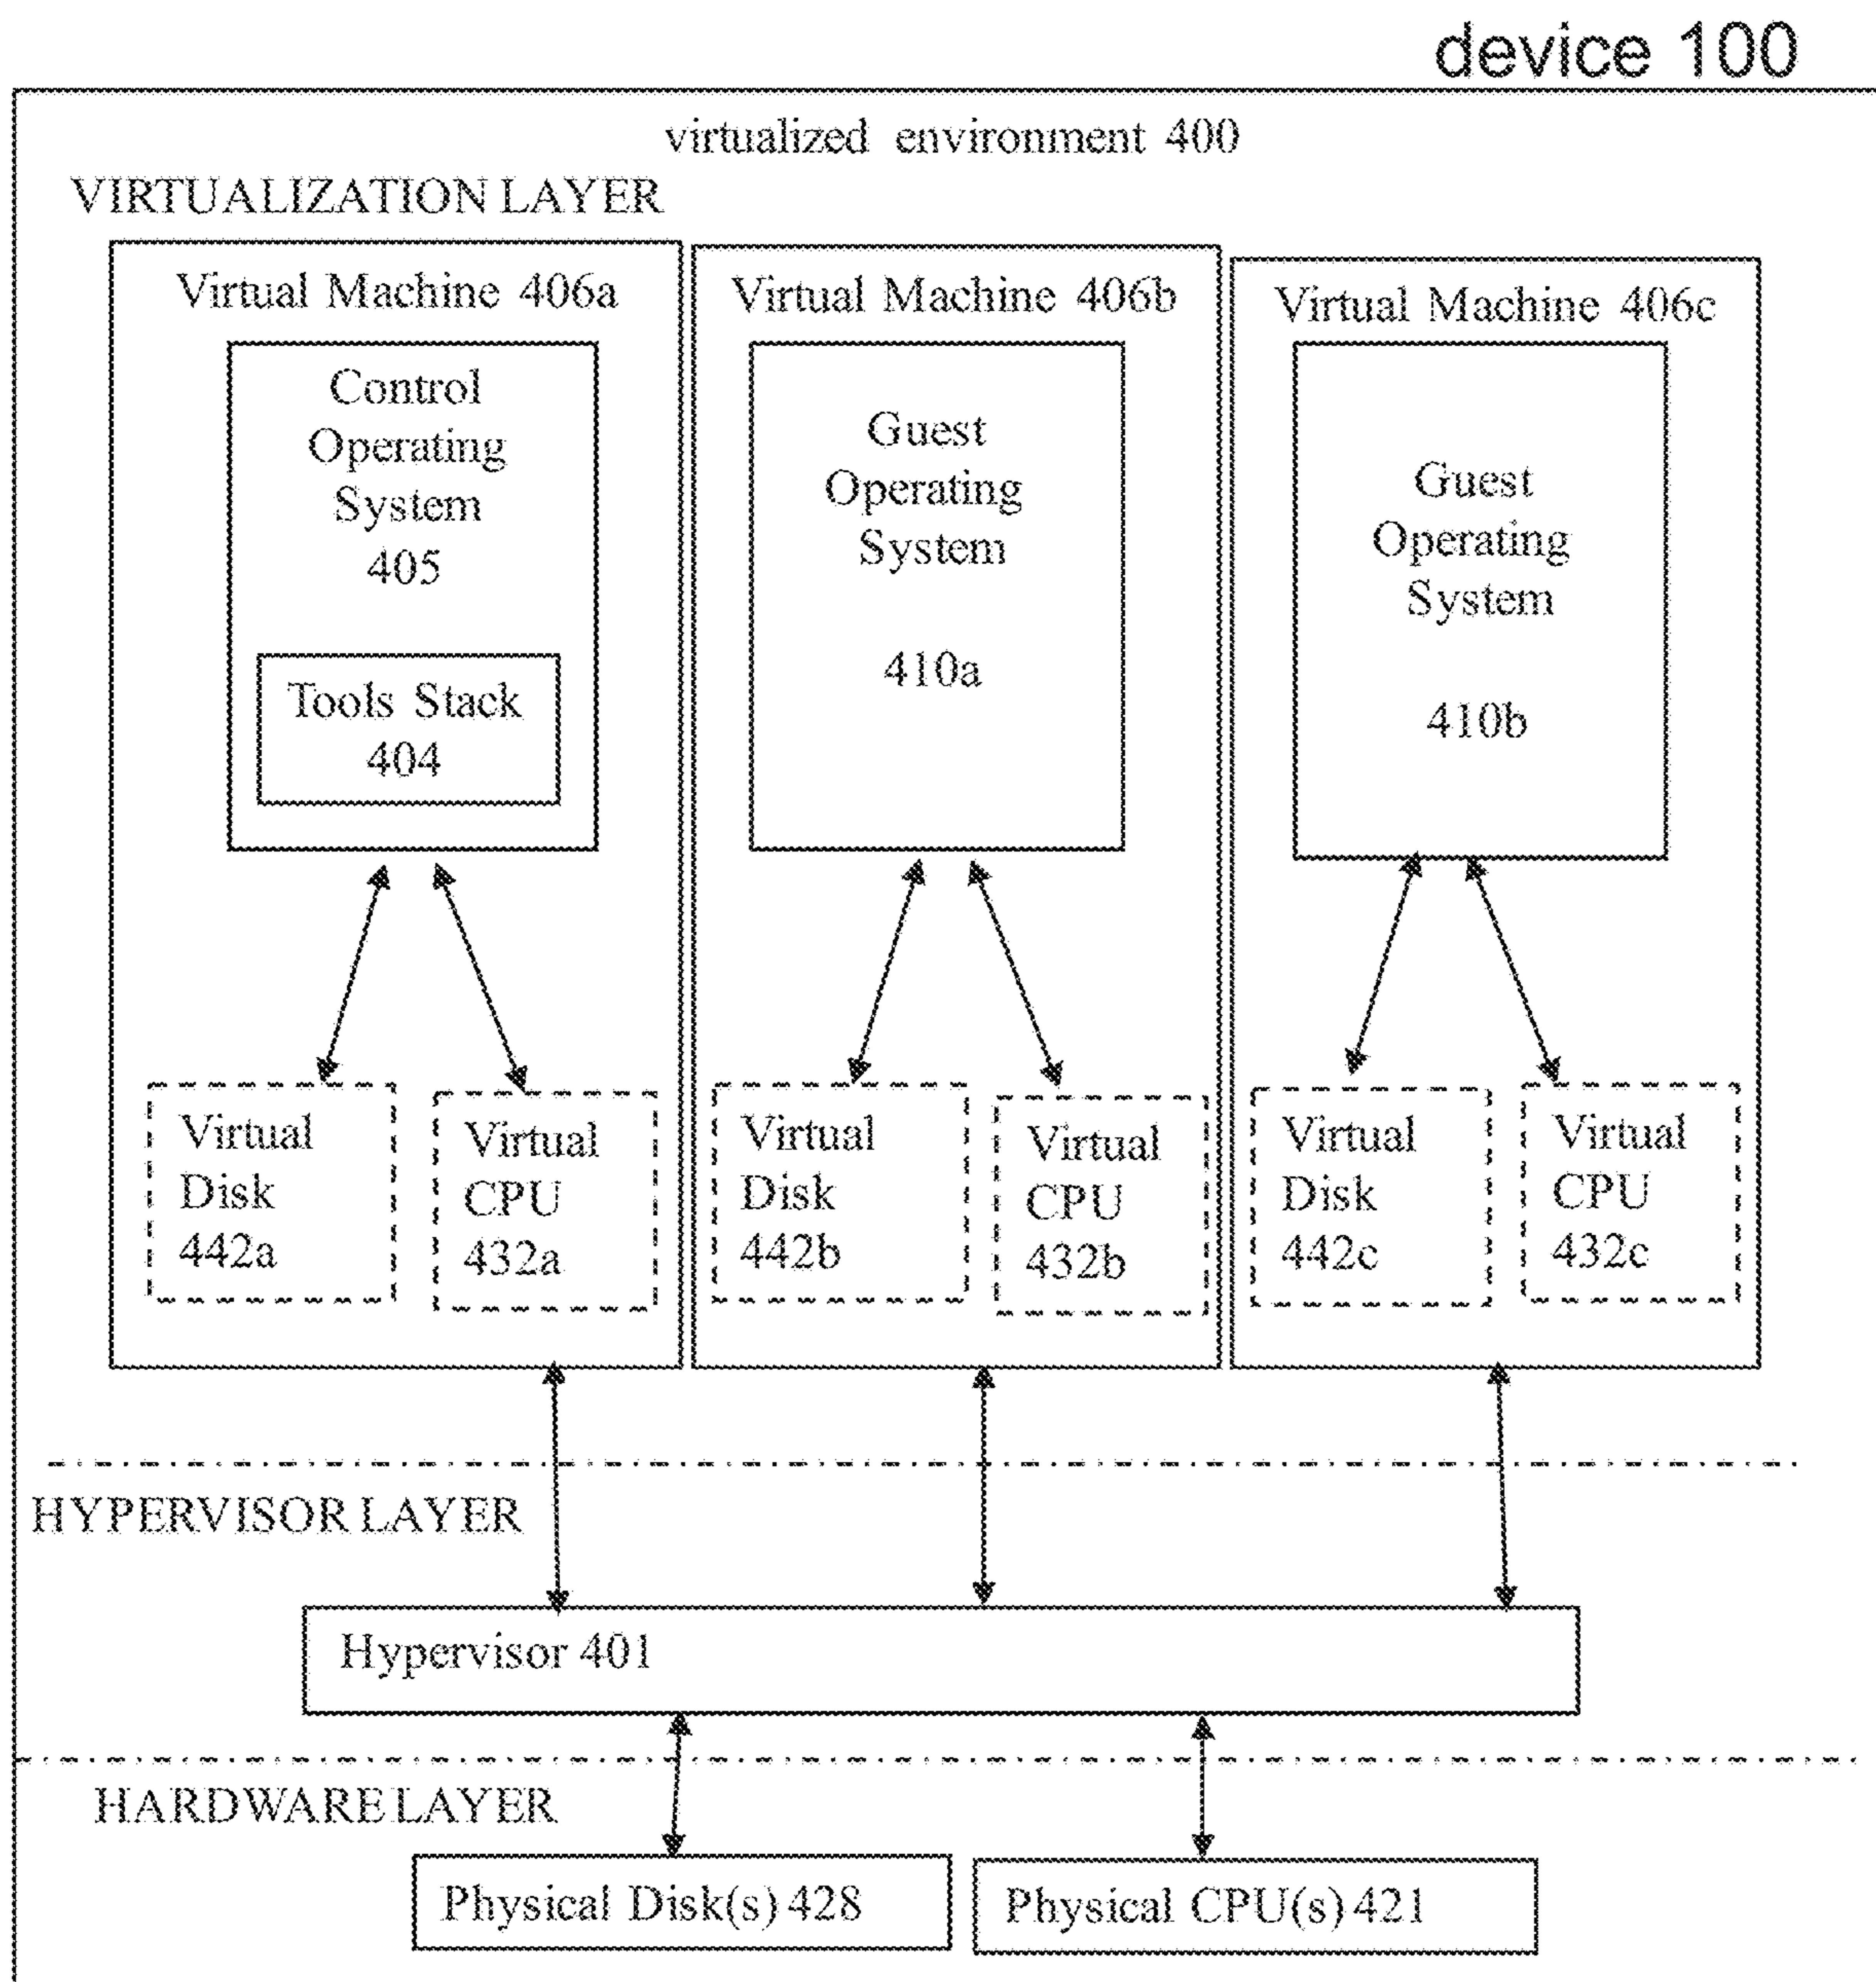 device 100
virtualized environment 400
VIRTUALIZATION LAYER
Virtual Machine 406a
Control
Operating
System
405
Tools Stack
404
Virtual
Disk
442a
Virtual
CPU
432a
Virtual Machine 406b
Guest
Operating
System
410a
Virtual
Disk
442b
Virtual
CPU
432b
Virtual Machine 406c
Guest
Operating
System
410b
Virtual
Disk
442c
Virtual
CPU
432c
HYPERVISOR LAYER
Hypervisor 401
HARDWARE LAYER
Physical Disk(s) 428
Physical CPU(s) 421